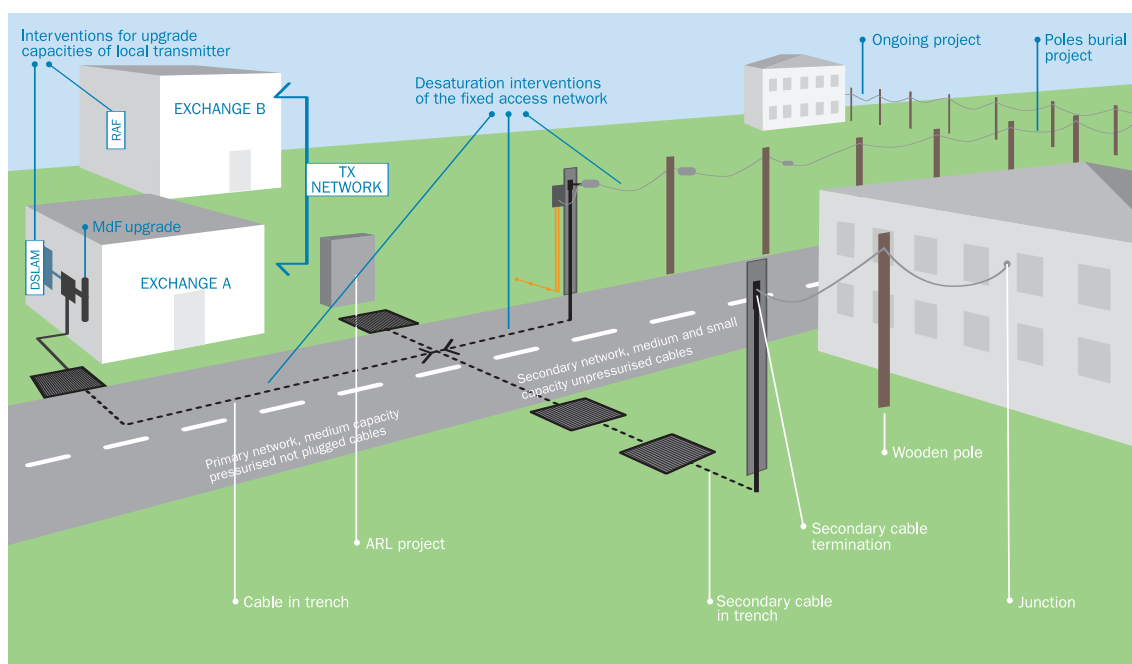 Interventions for upgrade
capacities of local transmitter
Ongoing project
Poles burial
project
Desaturation interventions
of the fixed access network
EXCHANGE B
RAF
TX
NETWORK
MdF upgrade
DSLAM
EXCHANGE A
Secondary network, medium and small
capacity unpressurised cables
Primary network, medium capacity
pressurised not plugged cables
Wooden pole
Secondary cable
termination
ARL project
Cable in trench
Secondary cable
in trench
Junction